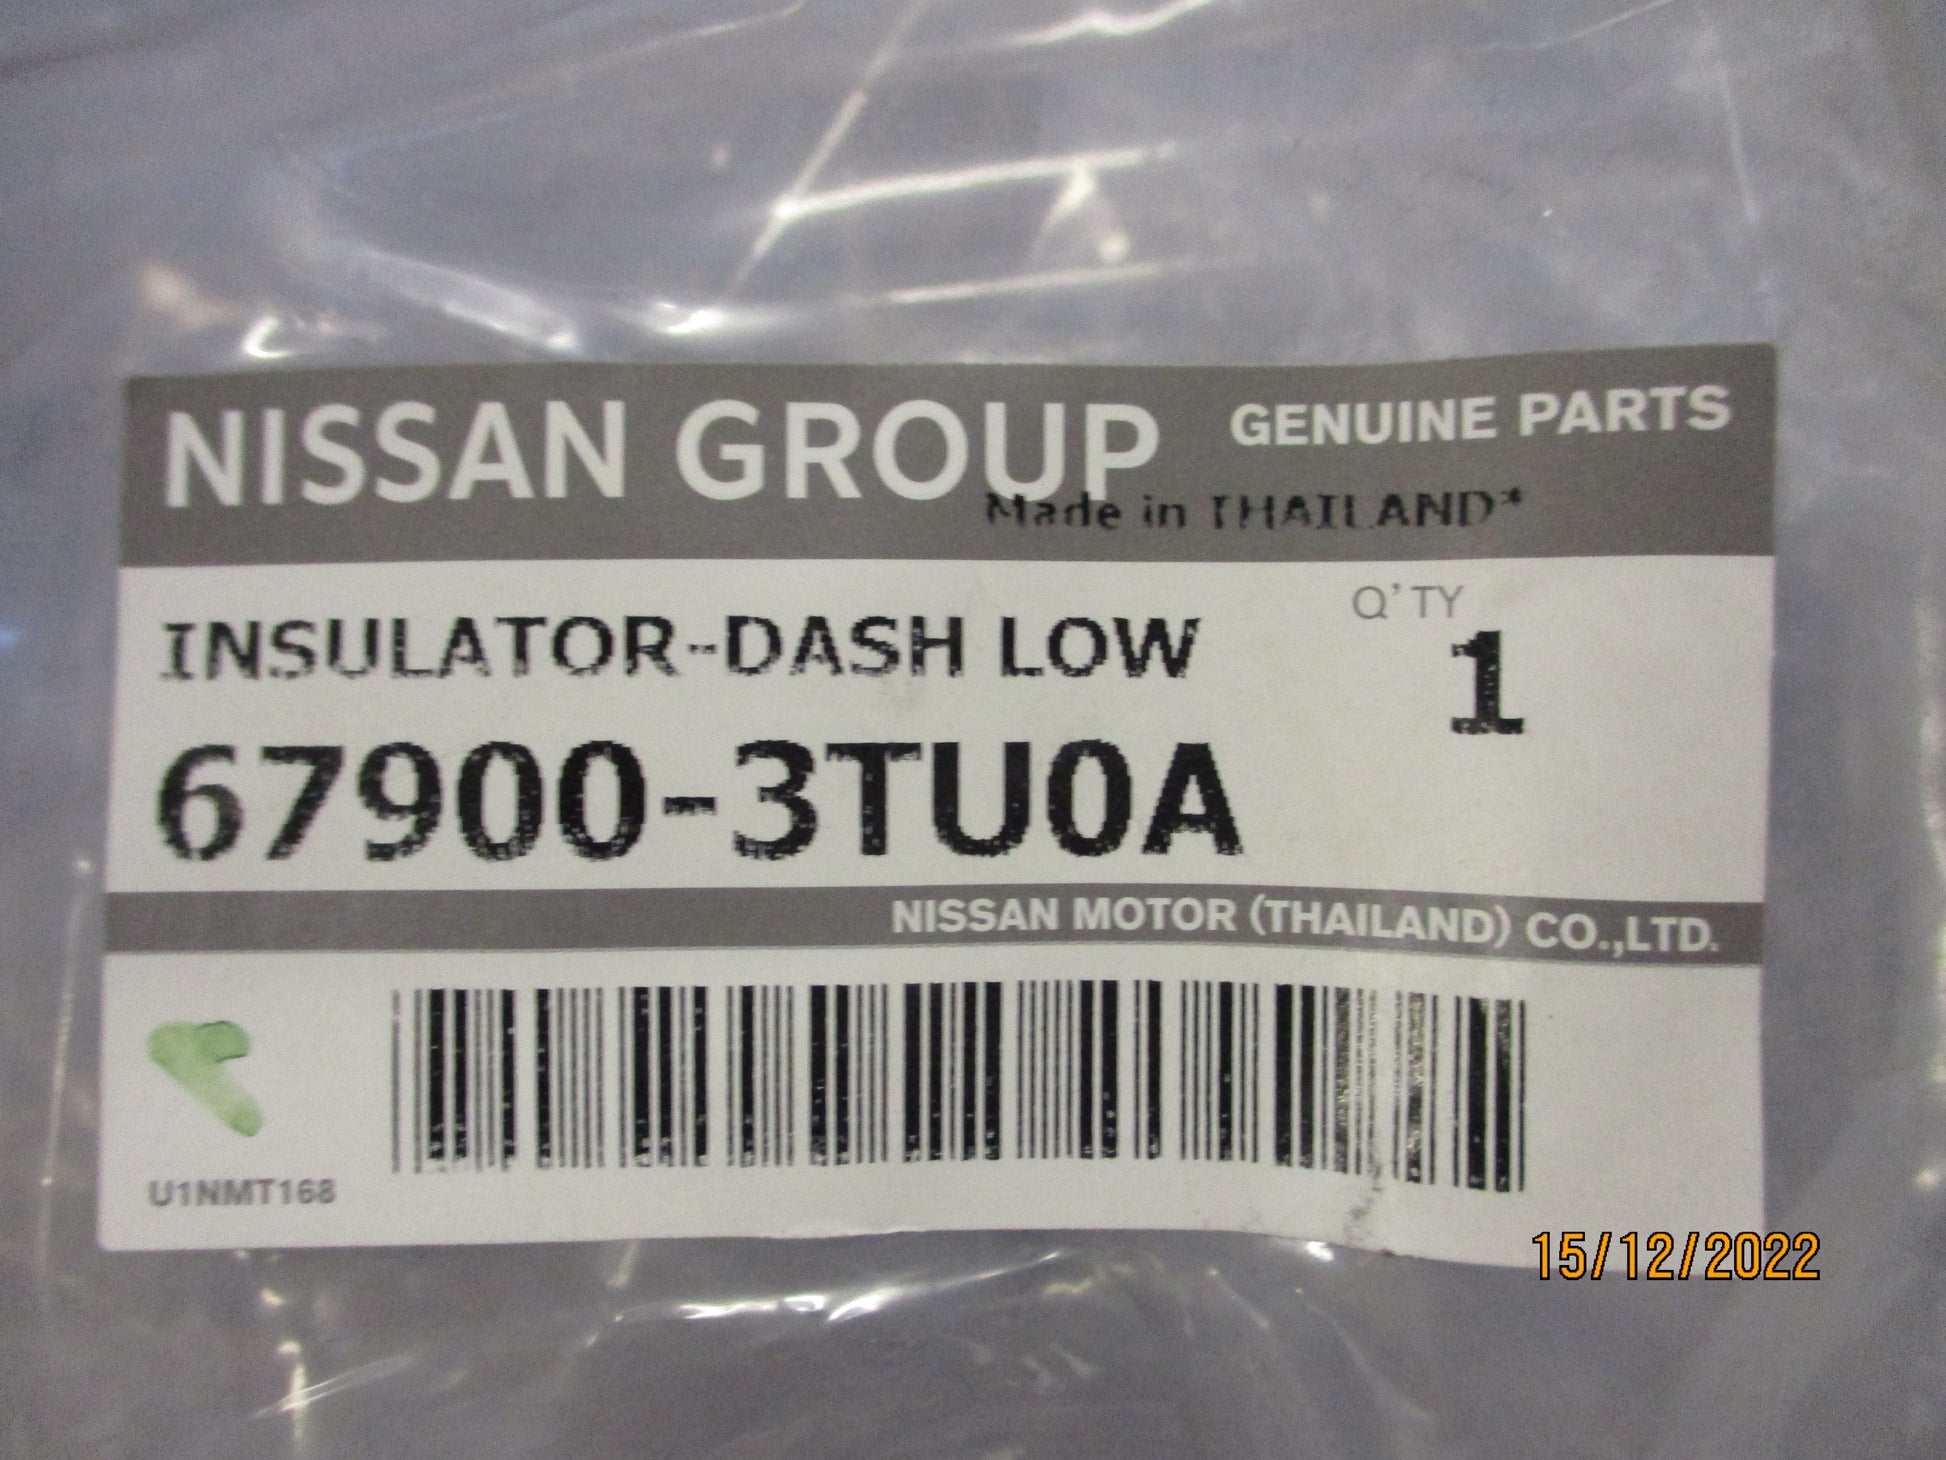 NISSAN GROUP GENUINE PARTS
Made in THAILAND*
INSULATOR-DASH LOW
Q'TY
1
67900-3TU0A
NISSAN MOTOR (THAILAND) CO.,LTD.
U1NMT168
15/12/2022